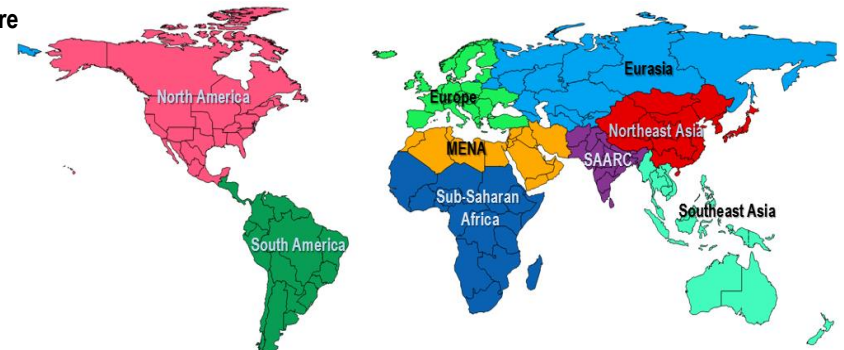 re
North America
South America
Europe
MENA
Sub-Saharan
Africa
Eurasia
Northeast Asia
SAARC
Southeast Asia